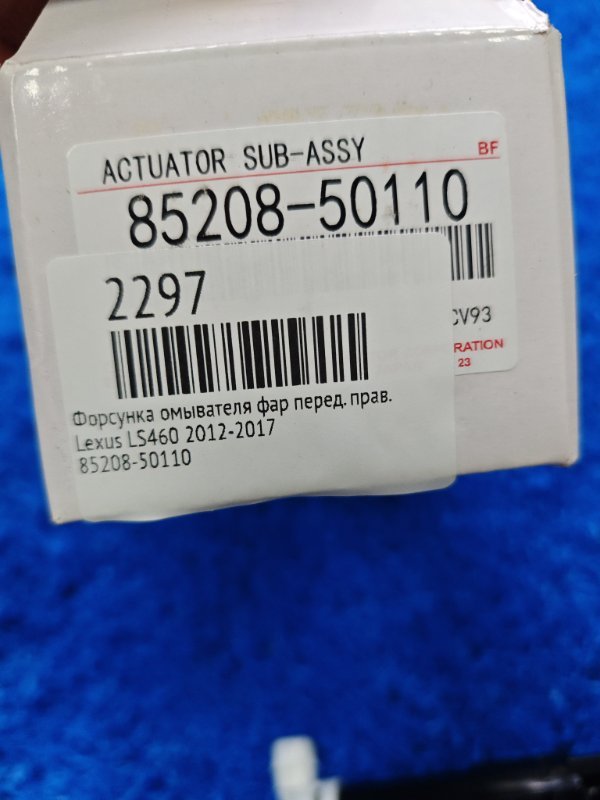 ACTUATOR SUB-ASSY BF
85208-50110
2297
CV93
RATION
23
Форсунка омывателя фар перед. прав.
Lexus LS460 2012-2017
85208-50110